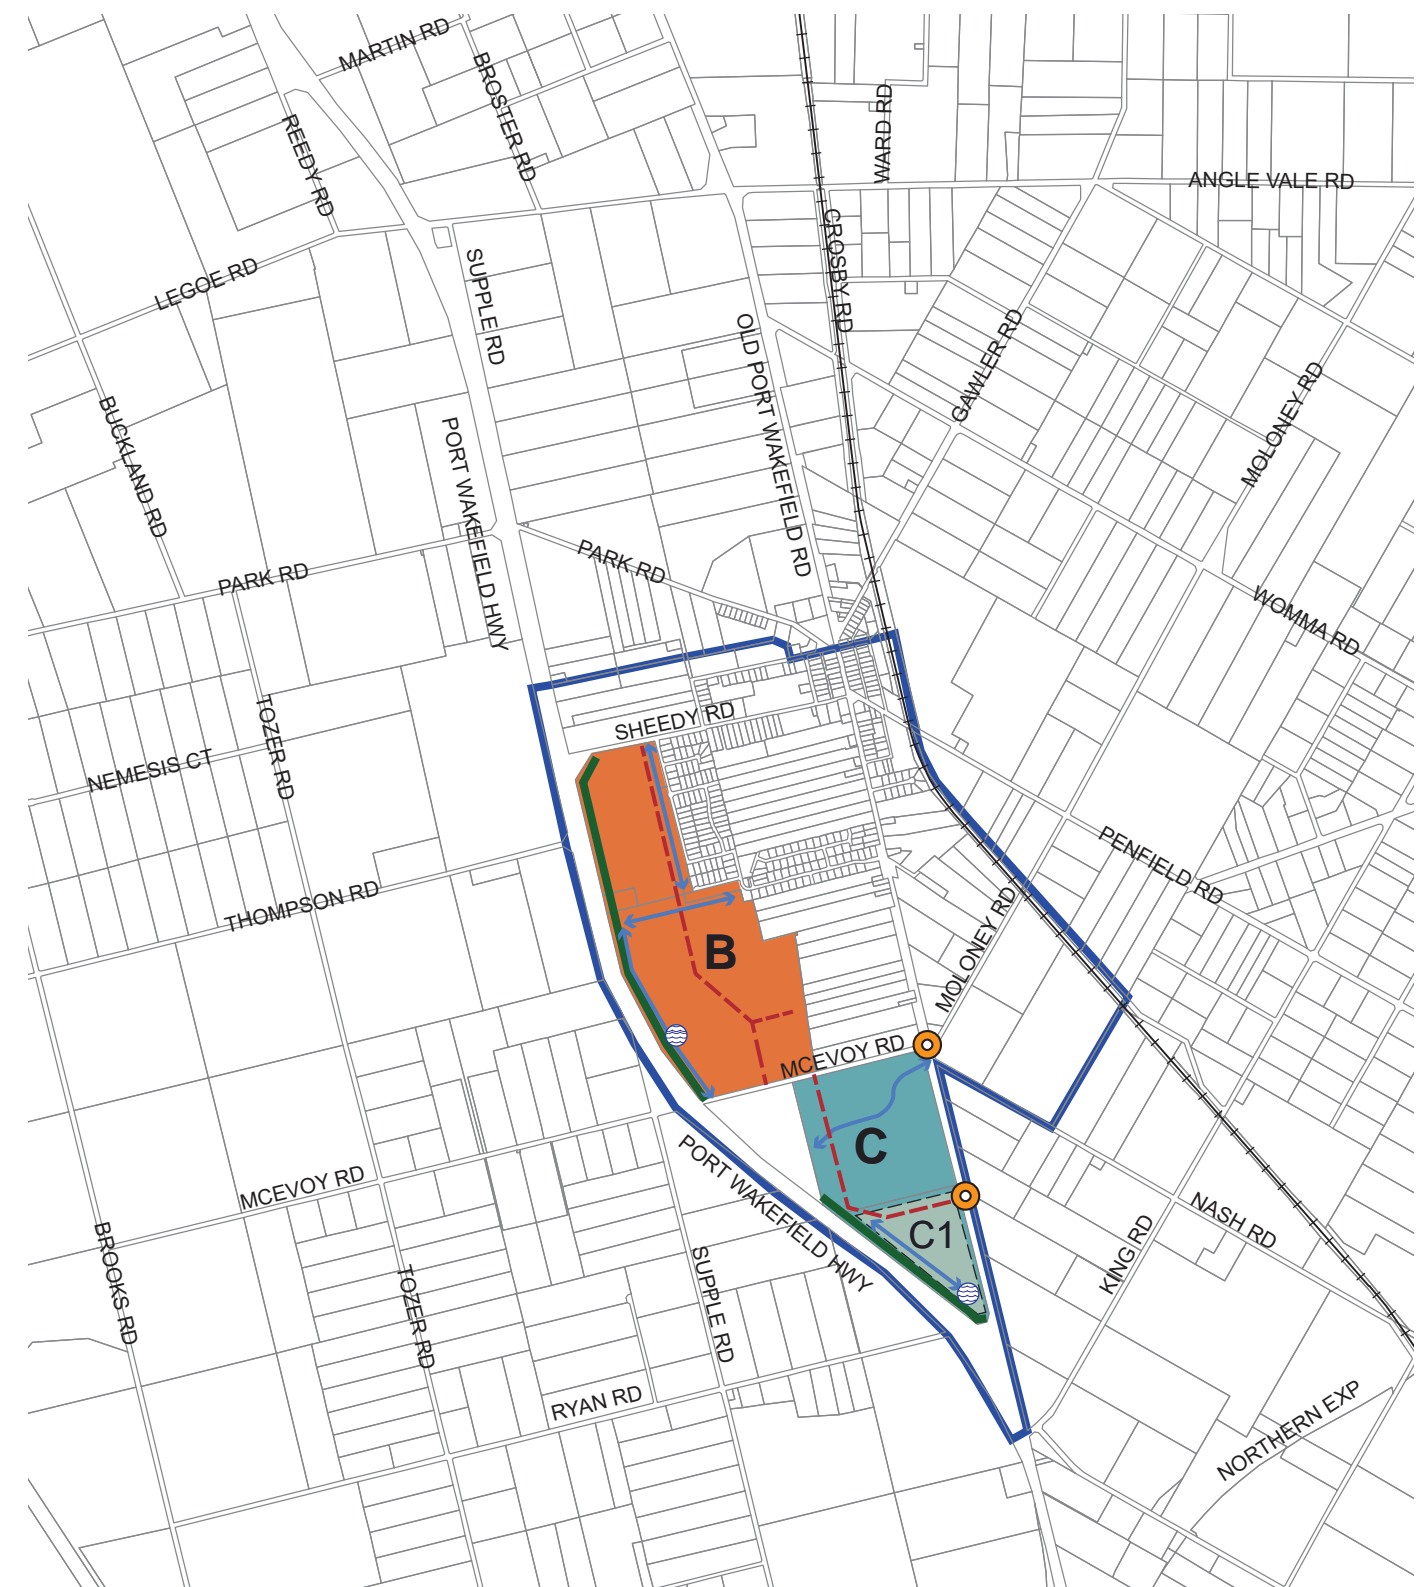 MARTIN RD
BROSTER RD
REEDY RD
WARD RD
ANGLE VALE RD
CROSBY RD
LEGOE RD
SUPPLE RD
OLD PORT WAKEFIELD RD
GAWLER RD
MOLONEY RD
BUCKLAND RD
PORT WAKEFIELD HWY
PARK RD
PARK RD
WOMMA RD
TOZER RD
SHEEDY RD
NEMESIS CT
PENFIELD RD
THOMPSON RD
MOLONEY RD
B
MCEVOY RD
C
MCEVOY RD
PORT WAKEFIELD HWY
NASH RD
C1
KING RD
BROOKS RD
TOZER RD
SUPPLE RD
RYAN RD
NORTHERN EXP